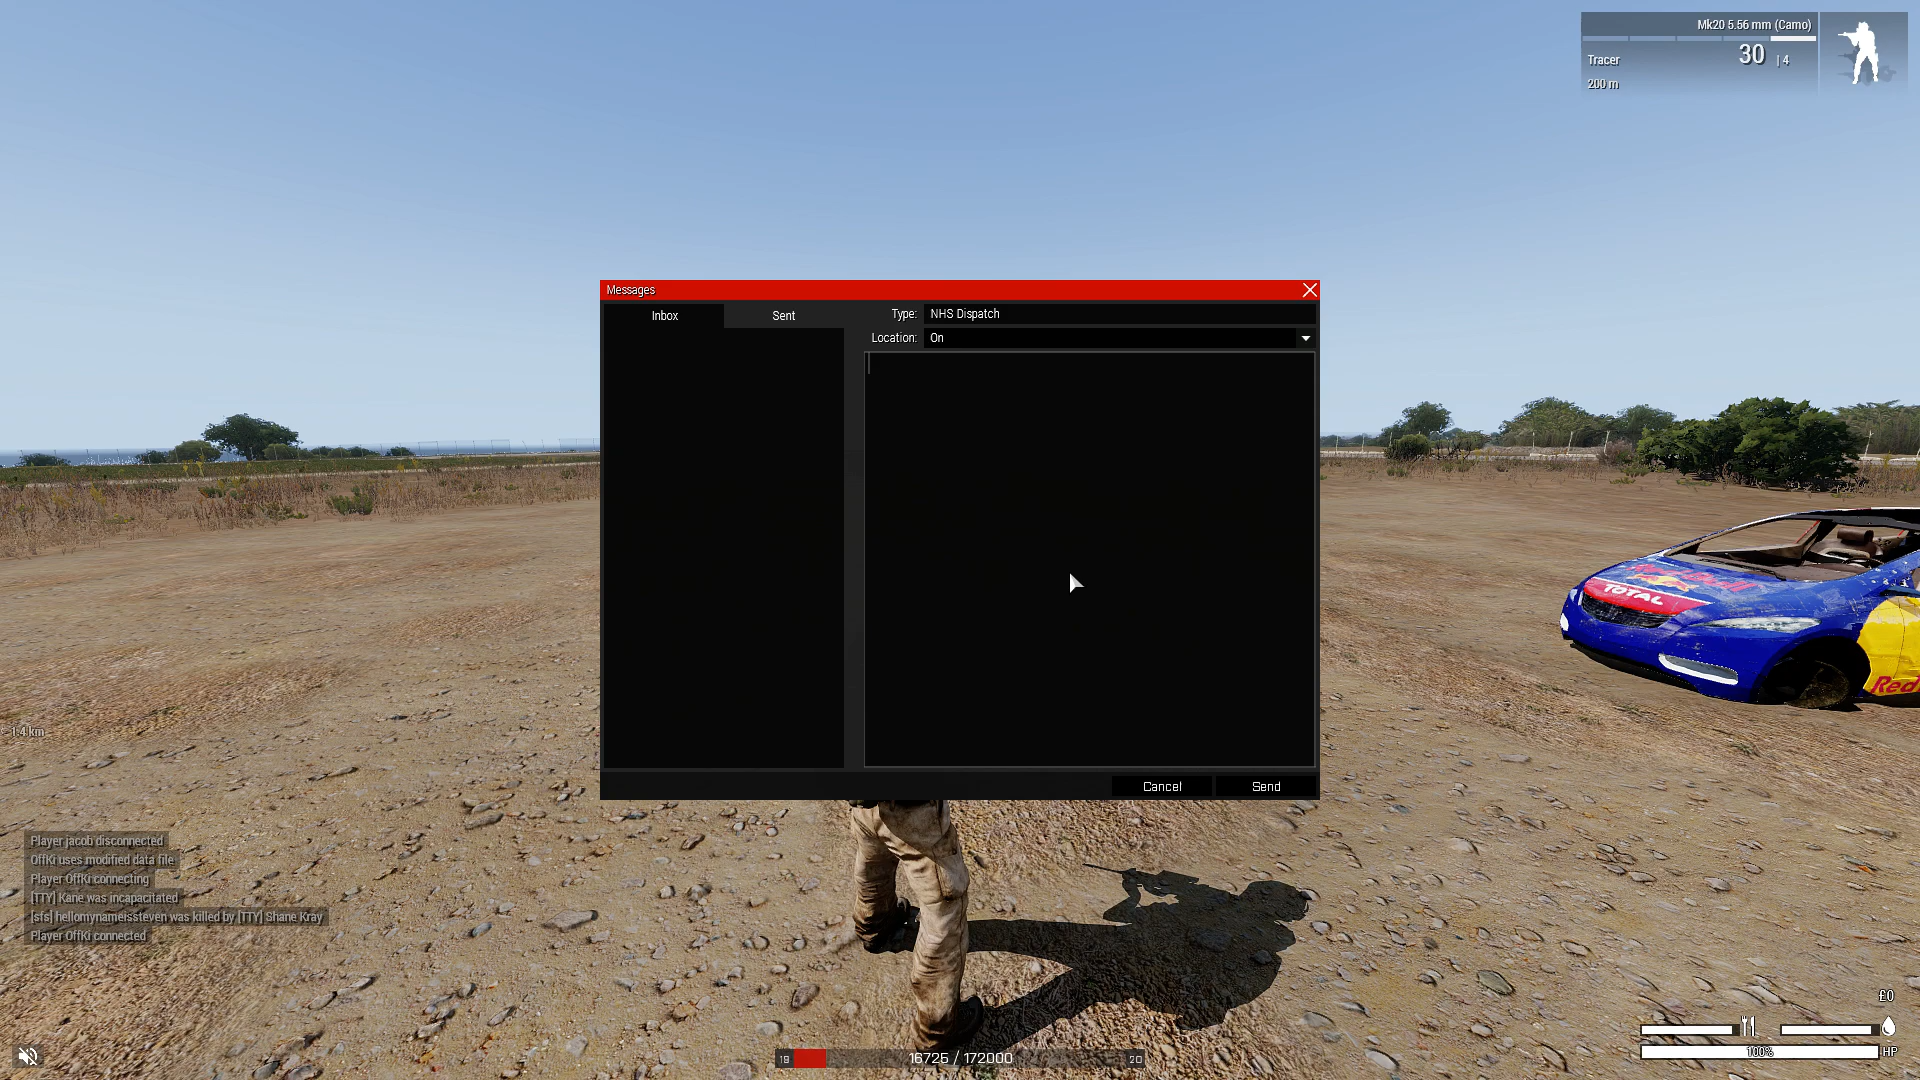 Mk20 5.56 mm (Camo)
30 | 4
Tracer
200 m
Messages
Inbox
Sent
Type: NHS Dispatch
Location: On
TOTAL
Red Bull
Red
1.4 km
Cancel
Send
Player jacob disconnected
OffKi uses modified data file
Player OffKi connecting
[TTY] Kane was incapacitated
[sfs] hellomynameissteven was killed by [TTY] Shane Kray
Player OffKi connected
£0
19
16725 / 172000
20
100%
HP